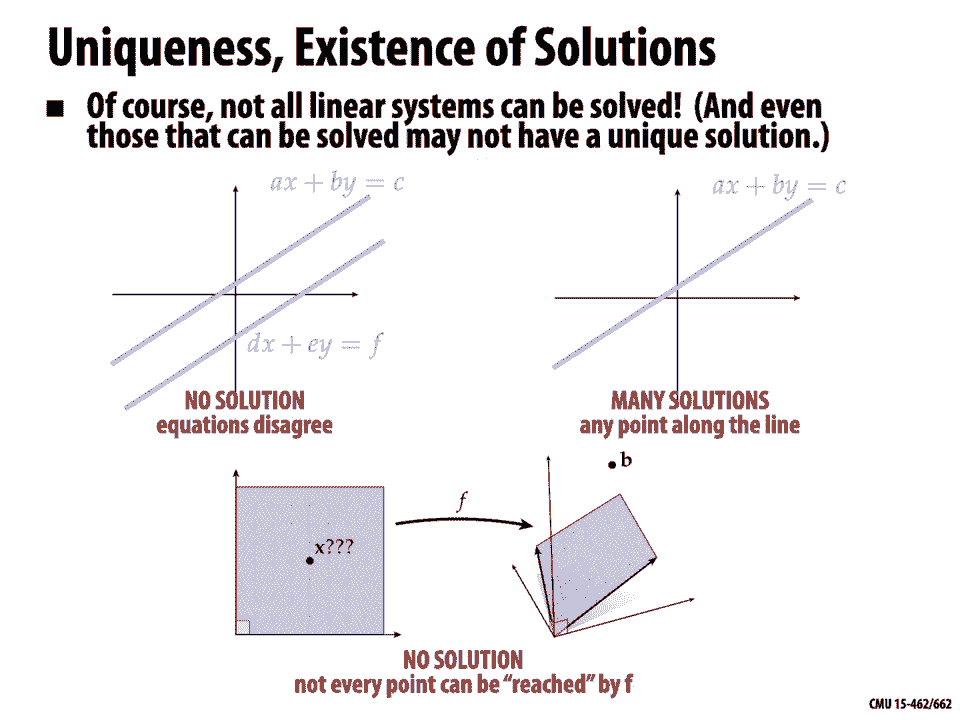 Uniqueness, Existence of Solutions
■ Of course, not all linear systems can be solved! (And even
those that can be solved may not have a unique solution.)
ax + by = c
ax + by = c
dx + ey = f
NO SOLUTION
equations disagree
MANY SOLUTIONS
any point along the line
b
f
x???
NO SOLUTION
not every point can be “reached” by f
CMU 15-462/662